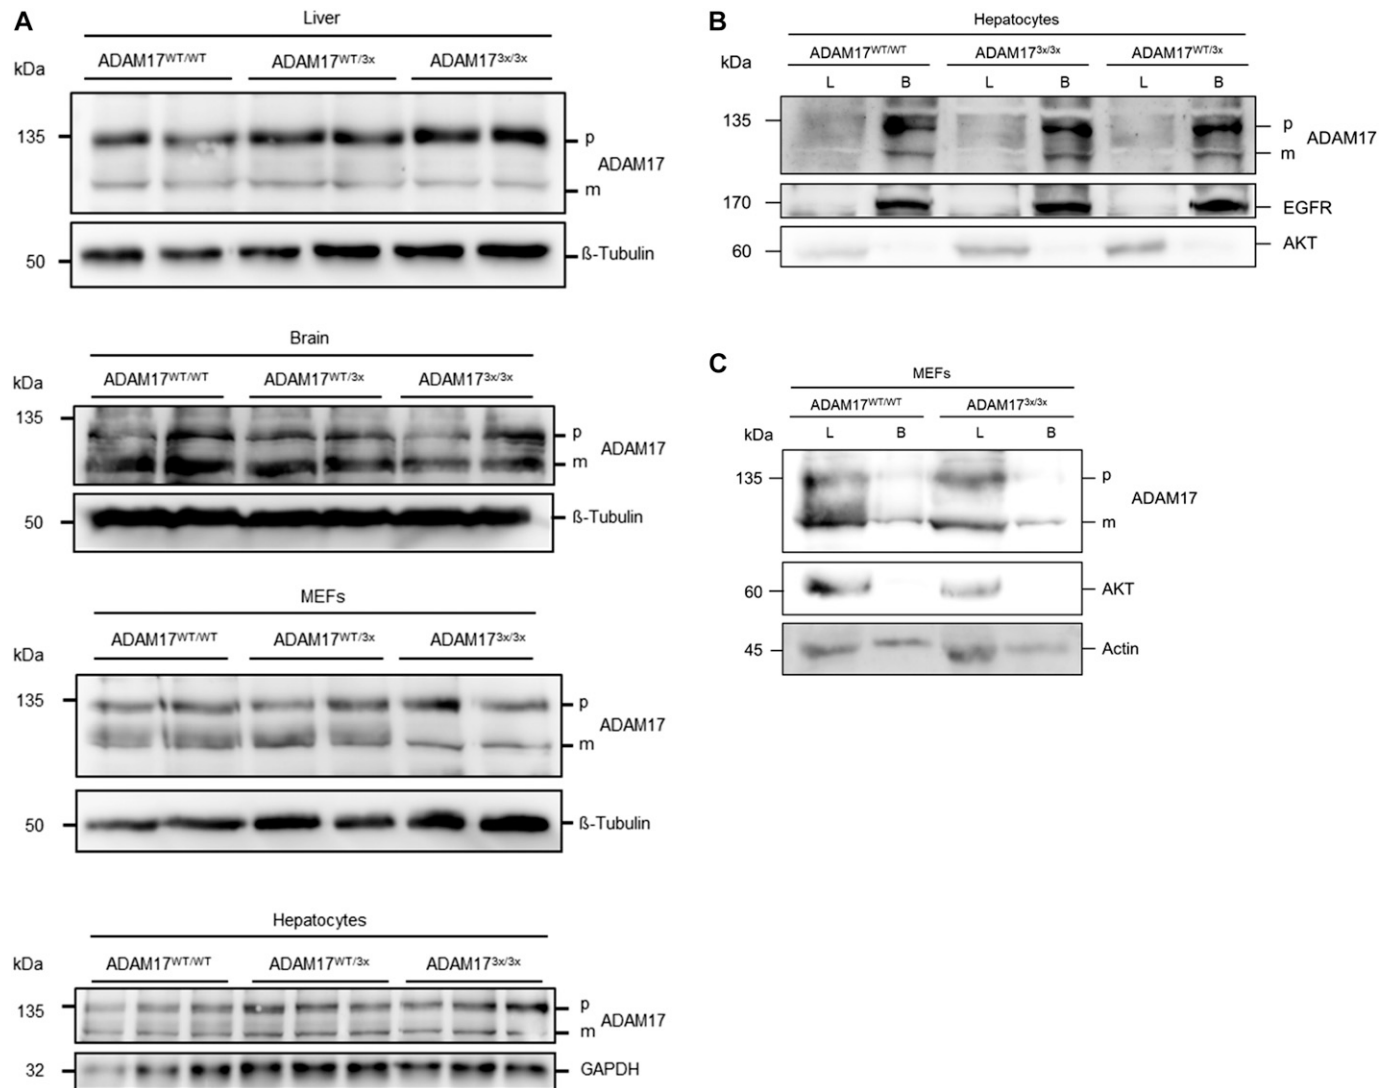 A
Liver
ADAM17WT/WT ADAM17WT/3x ADAM173x/3x
kDa
135
p
ADAM17
m
50
ß-Tubulin
Brain
ADAM17WT/WT ADAM17WT/3x ADAM173x/3x
kDa
135
p
ADAM17
m
50
ß-Tubulin
MEFs
ADAM17WT/WT ADAM17WT/3x ADAM173x/3x
kDa
135
p
ADAM17
m
50
ß-Tubulin
Hepatocytes
ADAM17WT/WT ADAM17WT/3x ADAM173x/3x
kDa
135
p
ADAM17
m
32
GAPDH
B
Hepatocytes
ADAM17WT/WT ADAM173x/3x ADAM17WT/3x
kDa
L B L B L B
135
p
ADAM17
m
170
EGFR
60
AKT
C
MEFs
ADAM17WT/WT ADAM173x/3x
kDa
L B L B
135
p
ADAM17
m
60
AKT
45
Actin